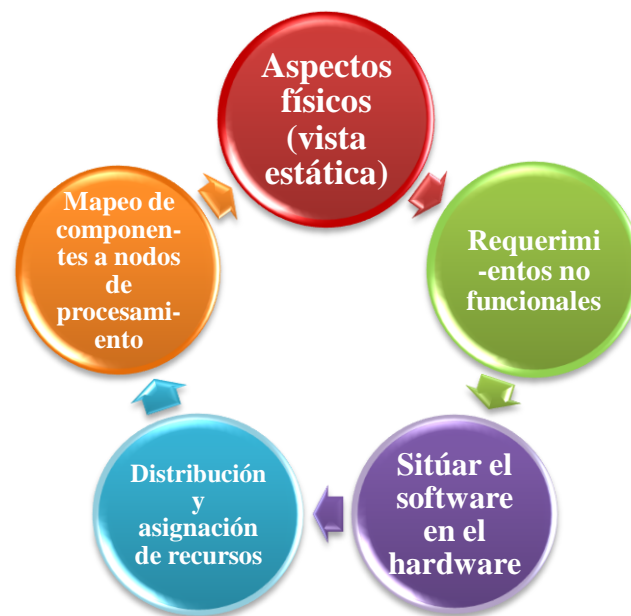 Aspectos
físicos
(vista
estática)
Requerimi
-entos no
funcionales
Sitúar el
software
en el
hardware
Distribución
y
asignación
de recursos
Mapeo de
componen-
tes a nodos
de
procesami-
ento